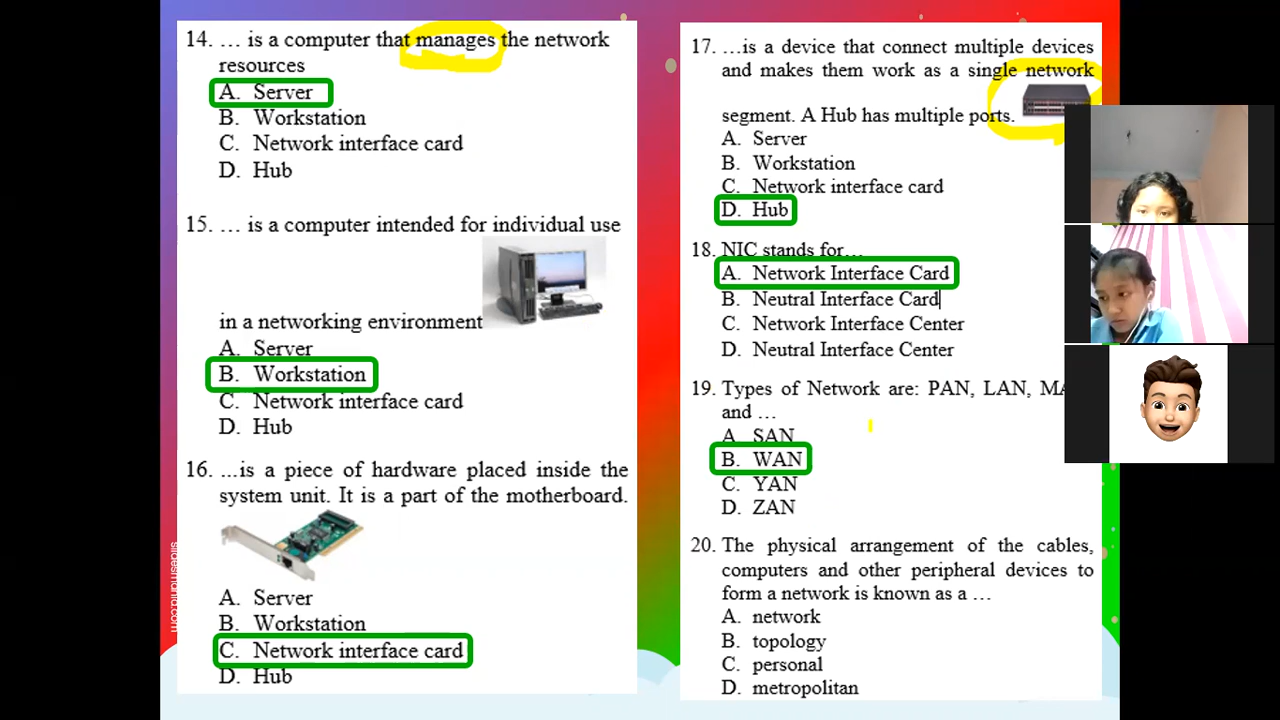 14. … is a computer that manages the network
resources
A. Server
B. Workstation
C. Network interface card
D. Hub
15. … is a computer intended for individual use
in a networking environment
A. Server
B. Workstation
C. Network interface card
D. Hub
16. ...is a piece of hardware placed inside the
system unit. It is a part of the motherboard.
A. Server
B. Workstation
C. Network interface card
D. Hub
slidesmania.com
17. …is a device that connect multiple devices
and makes them work as a single network
segment. A Hub has multiple ports.
A. Server
B. Workstation
C. Network interface card
D. Hub
18. NIC stands for…
A. Network Interface Card
B. Neutral Interface Card
C. Network Interface Center
D. Neutral Interface Center
19. Types of Network are: PAN, LAN,
and …
A. SAN
B. WAN
C. YAN
D. ZAN
20. The physical arrangement of the cables,
computers and other peripheral devices to
form a network is known as a …
A. network
B. topology
C. personal
D. metropolitan